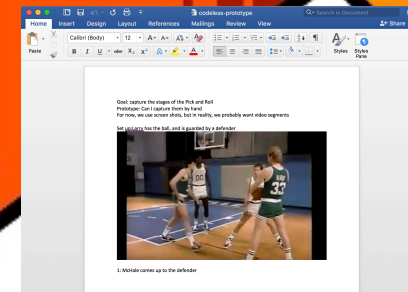 codeless-prototype
Search in Document
Home Insert Design Layout References Mailings Review View
Share
Paste
Calibri (Body) 12
Styles Styles Pane
Goal: capture the stages of the Pick and Roll
Prototype: Can I capture them by hand
For now, we use screen shots, but in reality, we probably want video segments
Set up:Larry has the ball, and is guarded by a defender
00
33
1: McHale comes up to the defender